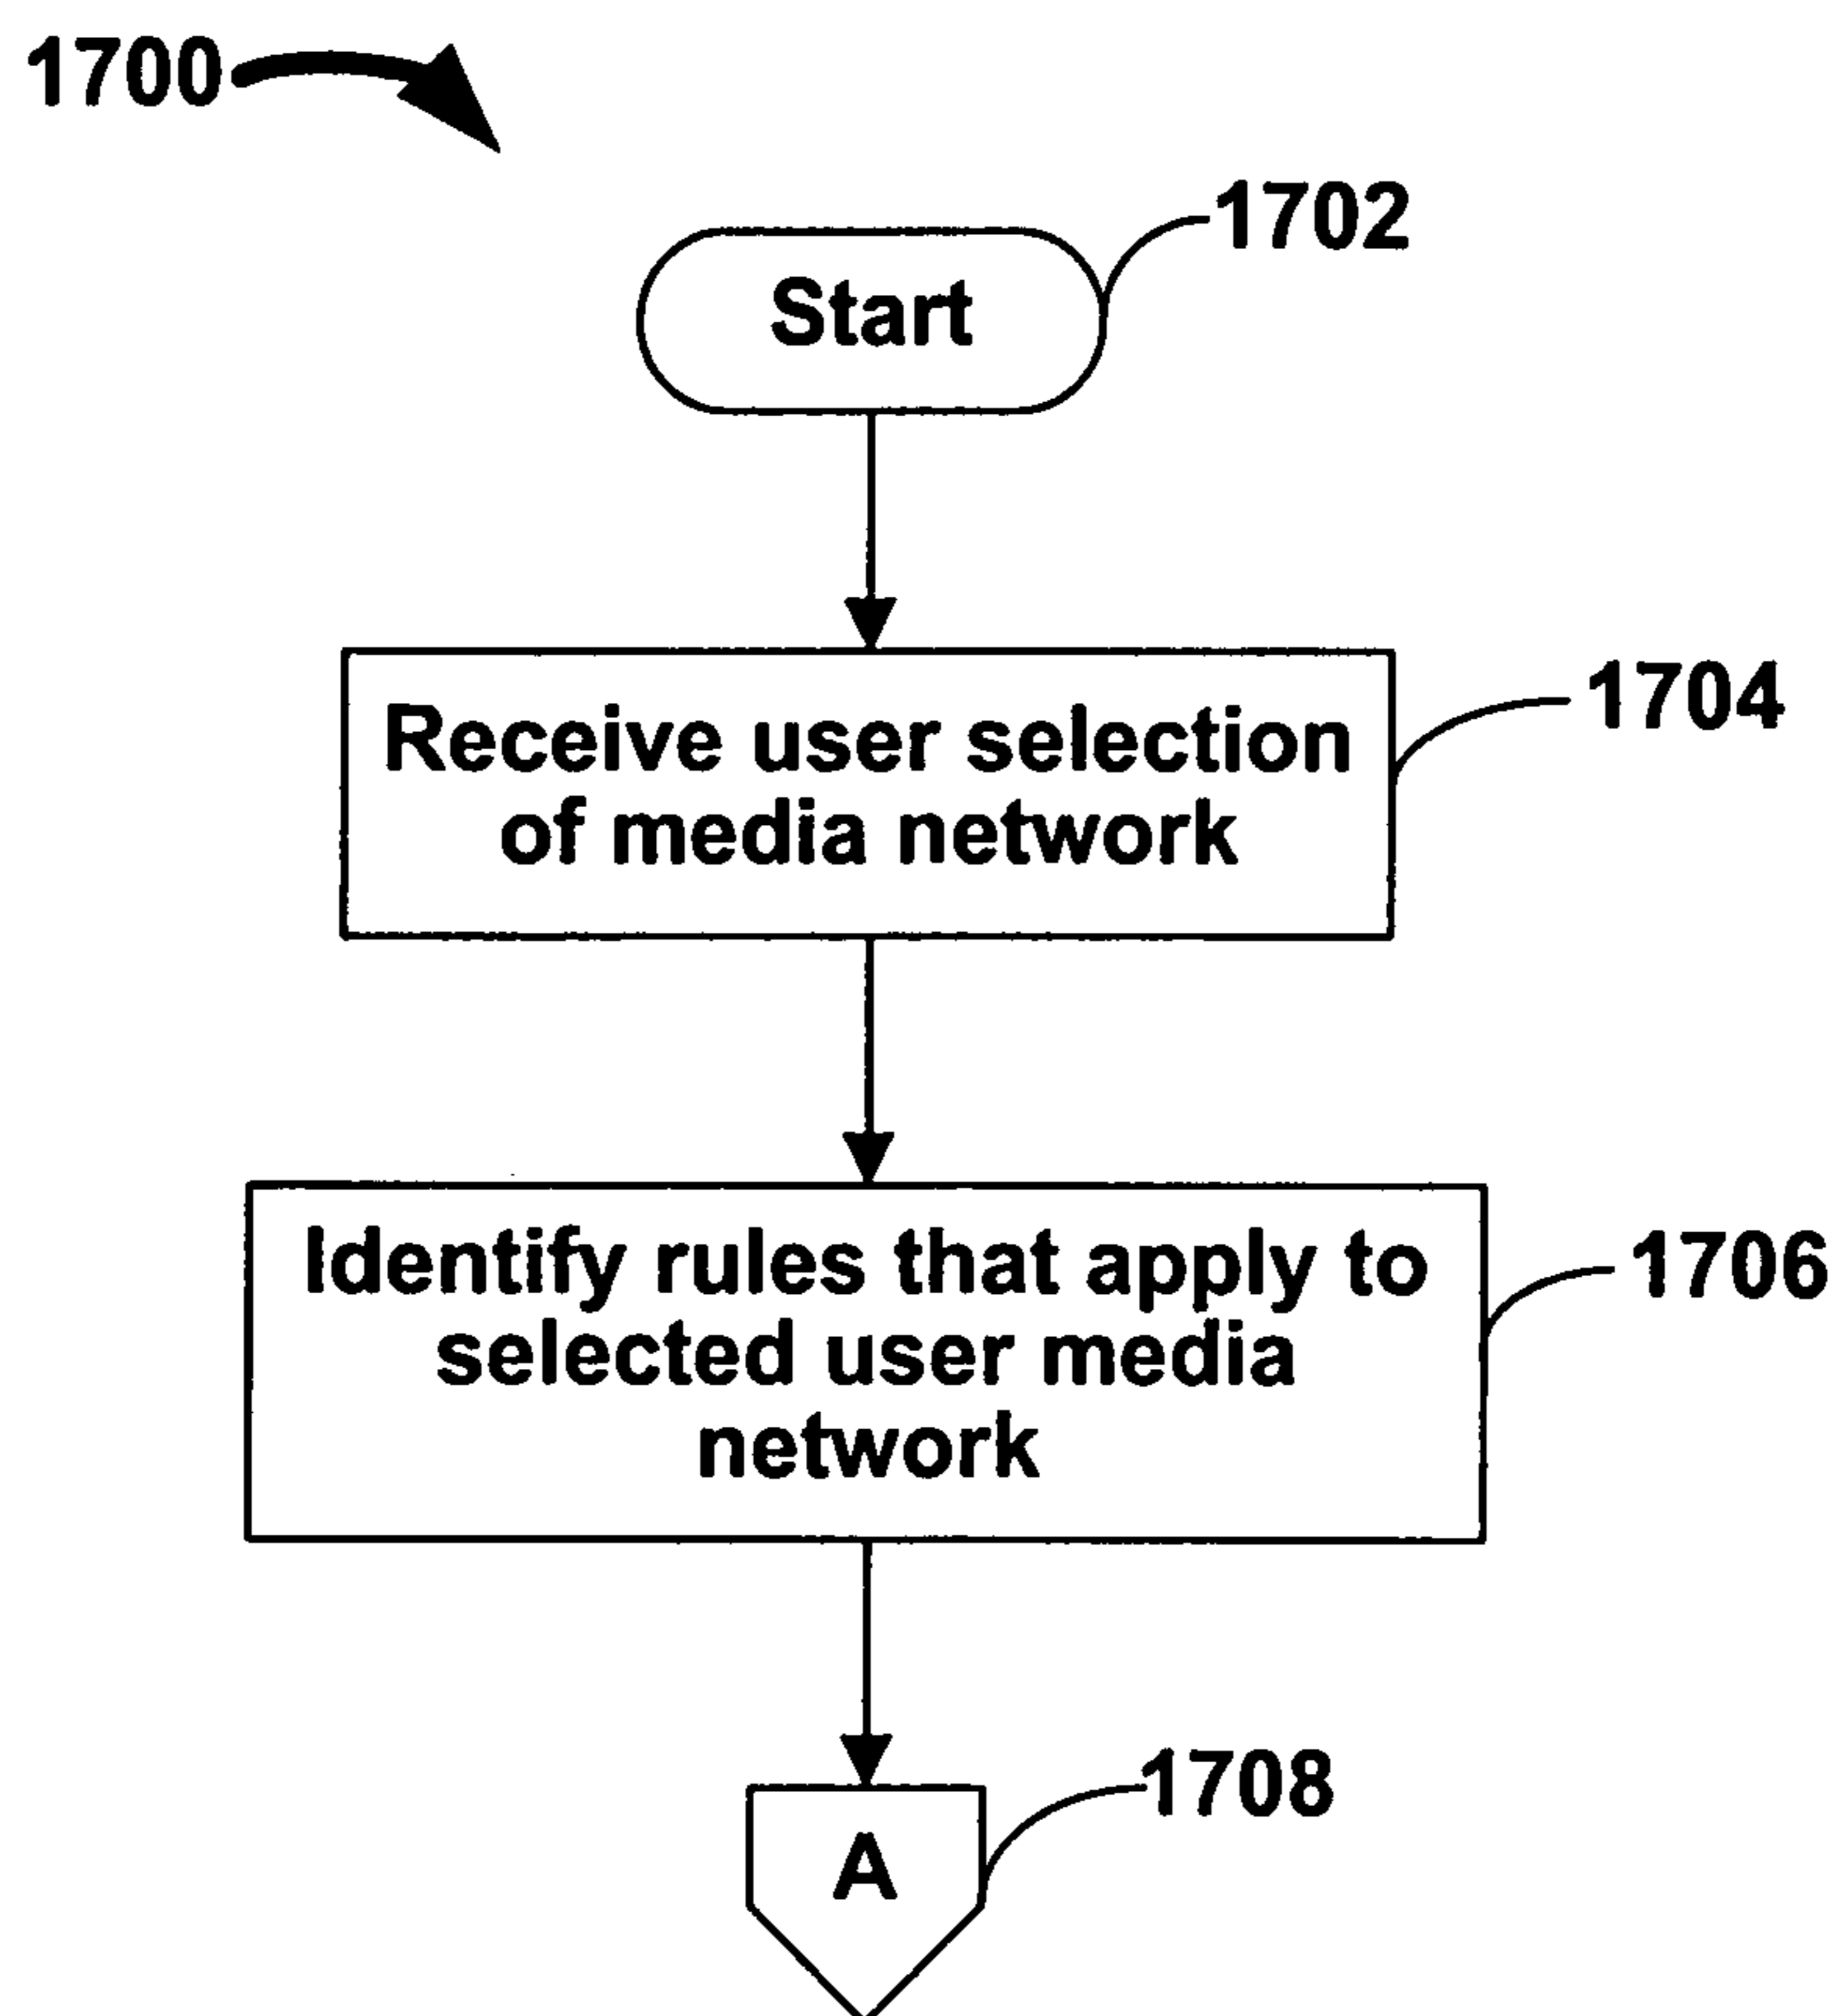 1700
1702
Start
1704
Receive user selection
of media network
1706
Identify rules that apply to
selected user media
network
1708
A